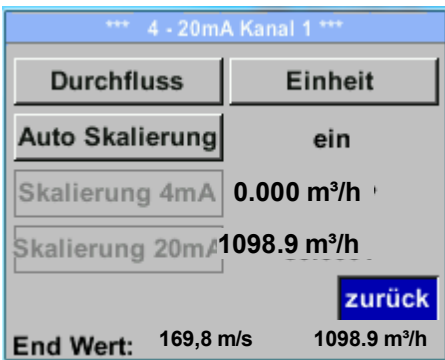 *** 4 - 20mA Kanal 1 ***
Durchfluss Einheit
Auto Skalierung ein
Skalierung 4mA 0.000 m³/h
Skalierung 20mA 1098.9 m³/h
zurück
End Wert: 169,8 m/s 1098.9 m³/h